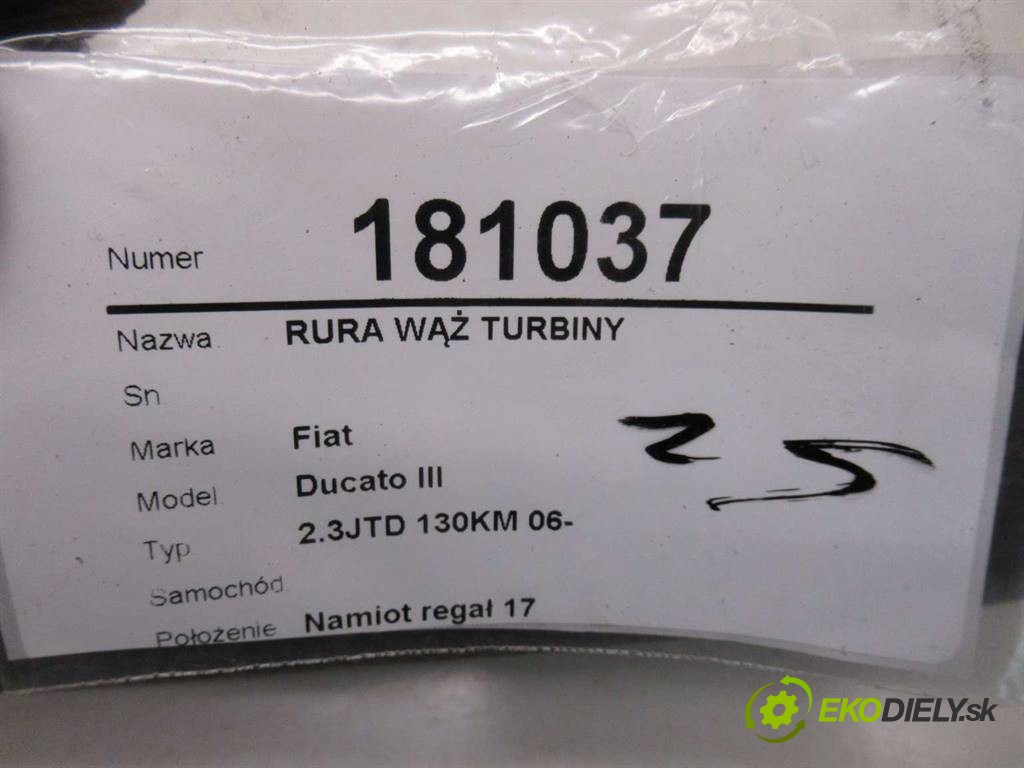 Numer 181037
Nazwa RURA WĄŻ TURBINY
Sn
Marka Fiat
Model Ducato III
Typ 2.3JTD 130KM 06-
Samochód
Położenie Namiot regał 17
25
EKODIELY.sk